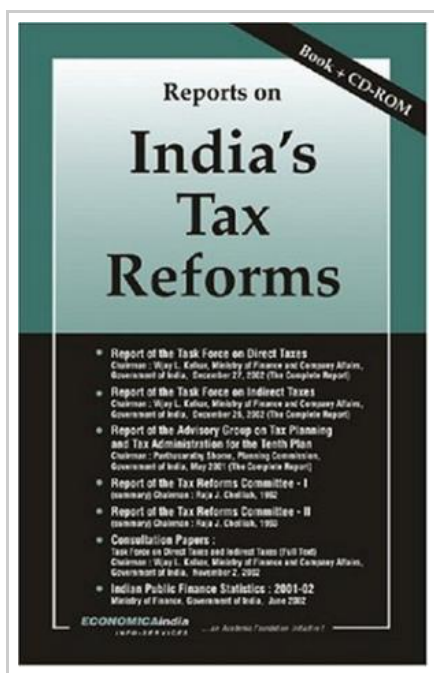 Book + CD-ROM
Reports on
India's
Tax
Reforms
Report of the Task Force on Direct Taxes
Chairman : Vijay L. Kelkar, Ministry of Finance and Company Affairs,
Government of India, December 27, 2002 (The Complete Report)
Report of the Task Force on Indirect Taxes
Chairman : Vijay L. Kelkar, Ministry of Finance and Company Affairs,
Government of India, December 28, 2002 (The Complete Report)
Report of the Advisory Group on Tax Planning
and Tax Administration for the Tenth Plan
Chairman : Parthasarathy Shome, Planning Commission,
Government of India, May 2001 (The Complete Report)
Report of the Tax Reforms Committee - I
(summary) Chairman : Raja J. Chelliah, 1992
Report of the Tax Reforms Committee - II
(summary) Chairman : Raja J. Chelliah, 1993
Consultation Papers :
Task Force on Direct Taxes and Indirect Taxes (Full Text)
Chairman : Vijay L. Kelkar, Ministry of Finance and Company Affairs,
Government of India, November 2, 2002
Indian Public Finance Statistics : 2001-02
Ministry of Finance, Government of India, June 2002
ECONOMICAindia
INFO-SERVICES
...an Academic Foundation initiative!